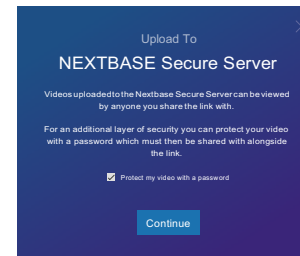 Upload To
NEXTBASE Secure Server
Videos uploaded to the Nextbase Secure Server can be viewed
by anyone you share the link with.
For an additional layer of security you can protect your video
with a password which must then be shared with alongside
the link.
Protect my video with a password
Continue